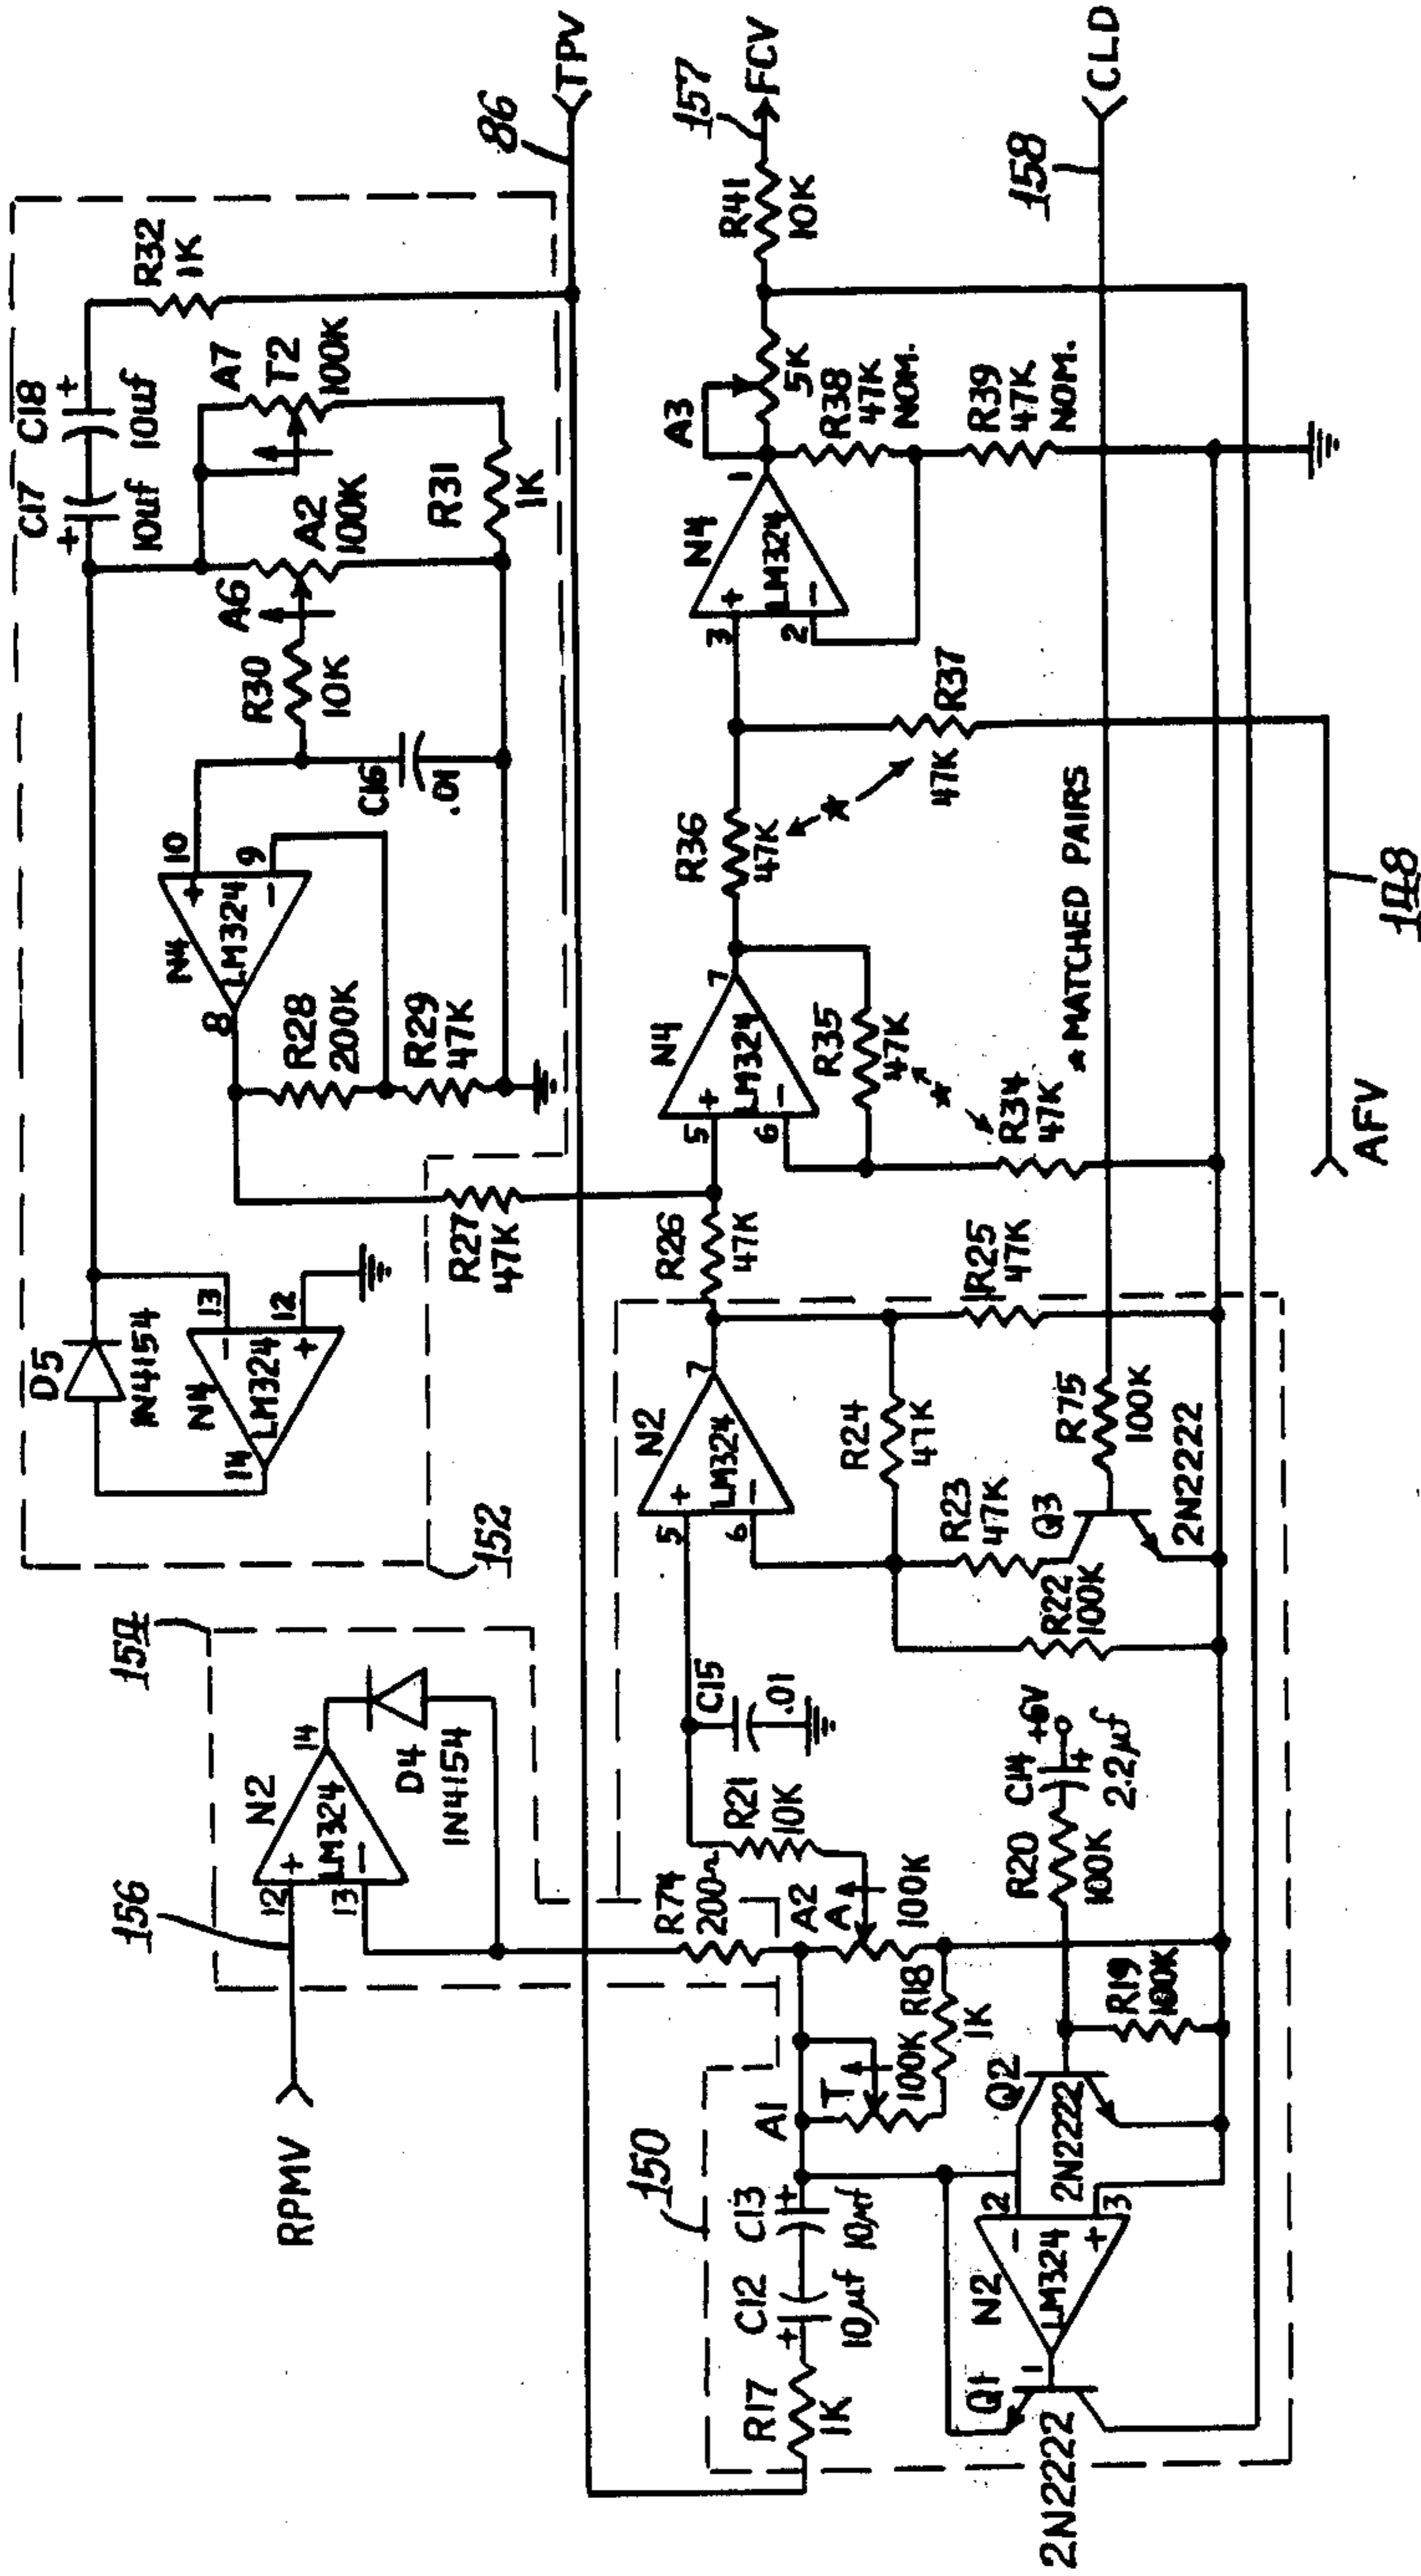 C17
10uf
C18
10uf
R32
1K
86
TPV
D5
1N4154
13
12
14
N4
LM324
N4
LM324
10
9
8
R30
10K
A6
A2
100K
A7
T2
100K
C16
.01
R28
200K
R29
47K
R31
1K
152
R27
47K
154
156
RPMV
N2
LM324
12
13
14
D4
1N4154
R74
200Ω
150
R17
1K
C12
10µf
C13
10µf
A1
T
100K
A2
A
100K
R18
1K
R21
10K
C15
.01
N2
LM324
5
6
7
R24
47K
R25
47K
R26
47K
R23
47K
R22
100K
Q3
2N2222
R75
100K
C14
+6V
2.2µf
R20
100K
R19
100K
Q2
2N2222
N2
LM324
2
3
1
Q1
2N2222
N4
LM324
5
6
7
R35
47K
R34
47K
R36
47K
R37
47K
* MATCHED PAIRS
N4
LM324
3
2
1
A3
5K
R38
47K
NOM.
R39
47K
NOM.
R41
10K
157
FCV
158
CLD
148
AFV